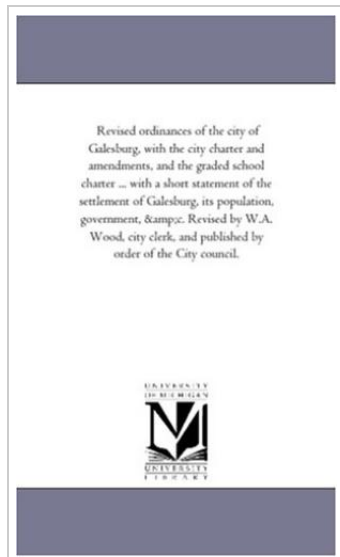 Revised ordinances of the city of
Galesburg, with the city charter and
amendments, and the graded school
charter ... with a short statement of the
settlement of Galesburg, its population,
government, &amp;c. Revised by W.A.
Wood, city clerk, and published by
order of the City council.
UNIVERSITY
OF MICHIGAN
UNIVERSITY
LIBRARY